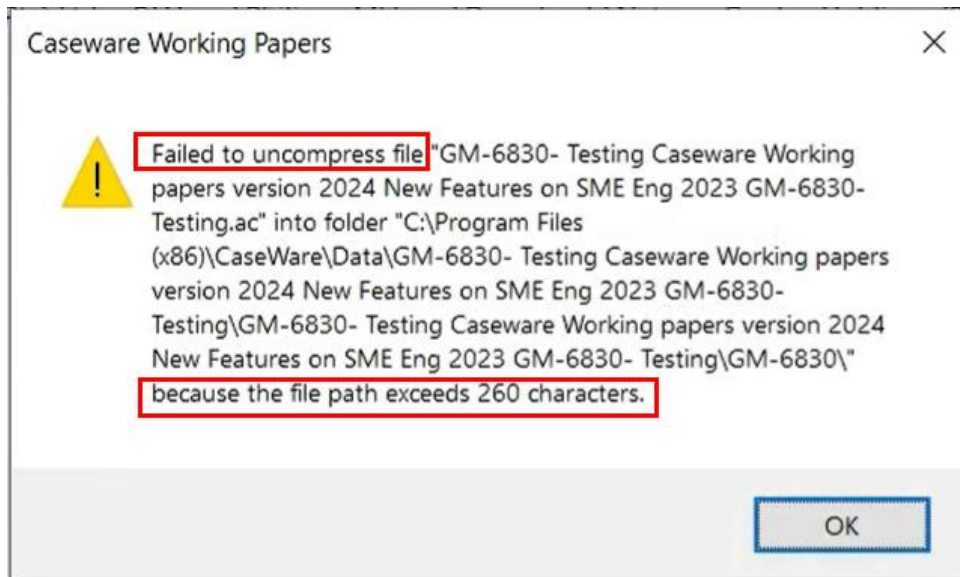 Caseware Working Papers
Failed to uncompress file "GM-6830- Testing Caseware Working
papers version 2024 New Features on SME Eng 2023 GM-6830-
Testing.ac" into folder "C:\Program Files
(x86)\CaseWare\Data\GM-6830- Testing Caseware Working papers
version 2024 New Features on SME Eng 2023 GM-6830-
Testing\GM-6830- Testing Caseware Working papers version 2024
New Features on SME Eng 2023 GM-6830- Testing\GM-6830\"
because the file path exceeds 260 characters.
OK